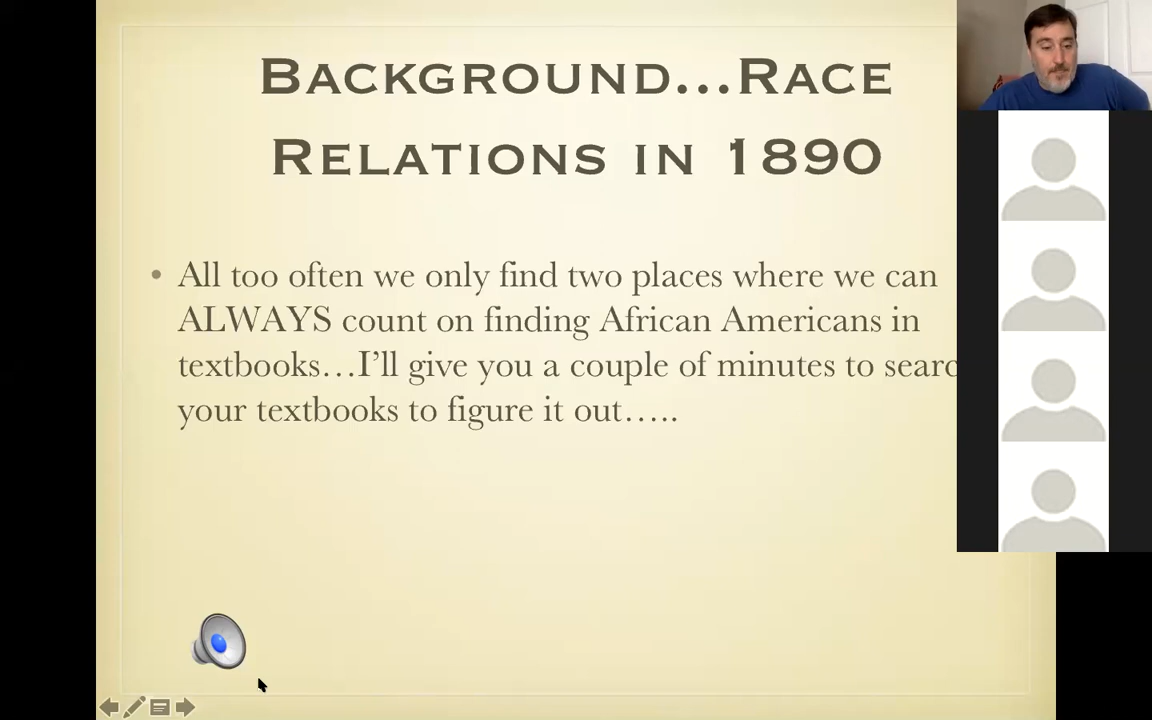 Background...Race
Relations in 1890
• All too often we only find two places where we can
ALWAYS count on finding African Americans in
textbooks…I’ll give you a couple of minutes to searc
your textbooks to figure it out…..